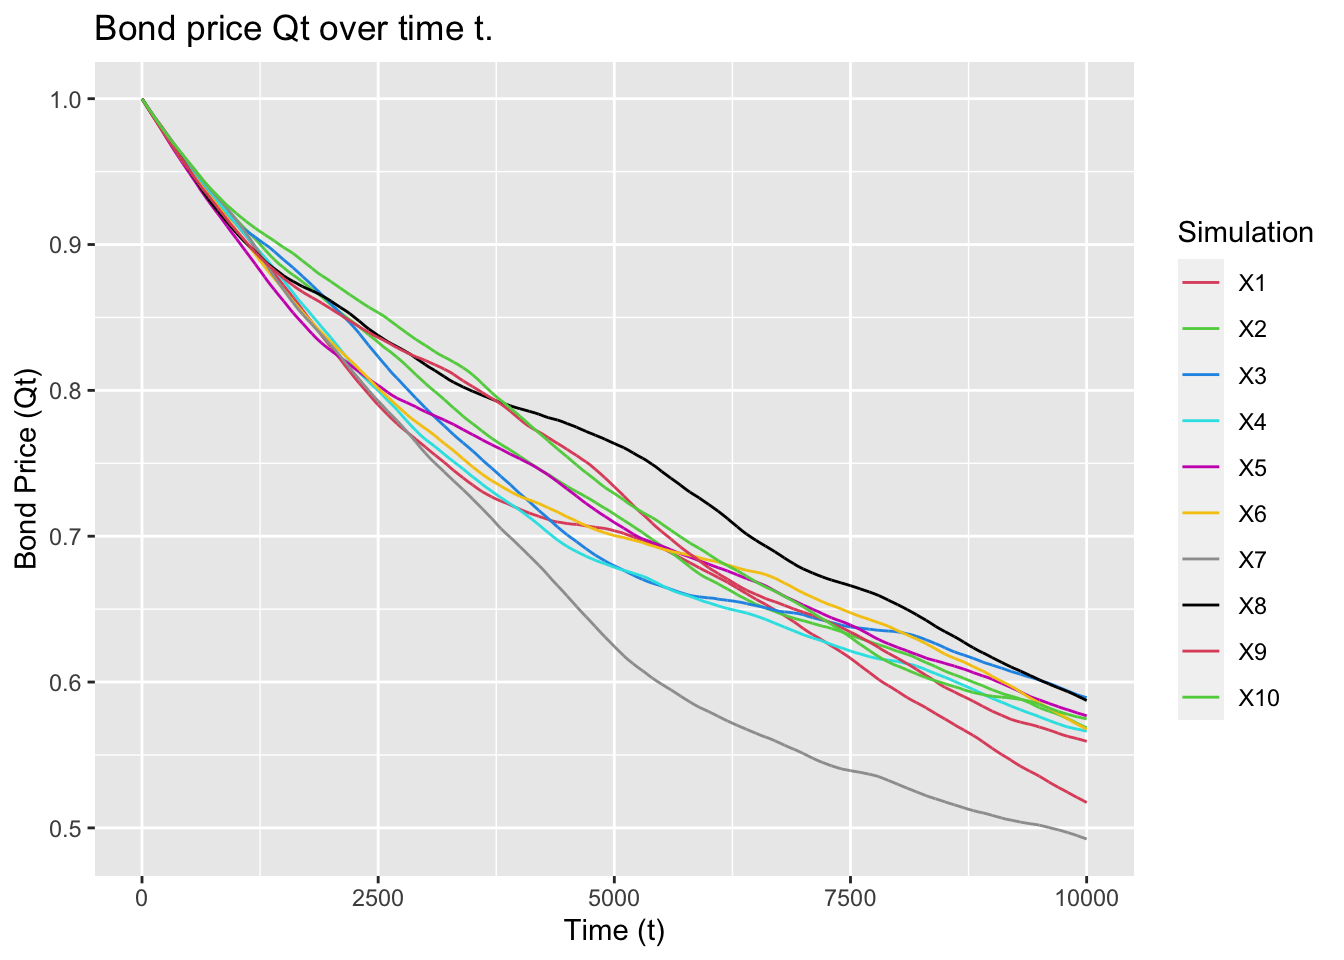 Bond price Qt over time t.
1.0
0.9
0.8
0.7
0.6
0.5
Bond Price (Qt)
0
2500
5000
7500
10000
Time (t)
Simulation
X1
X2
X3
X4
X5
X6
X7
X8
X9
X10